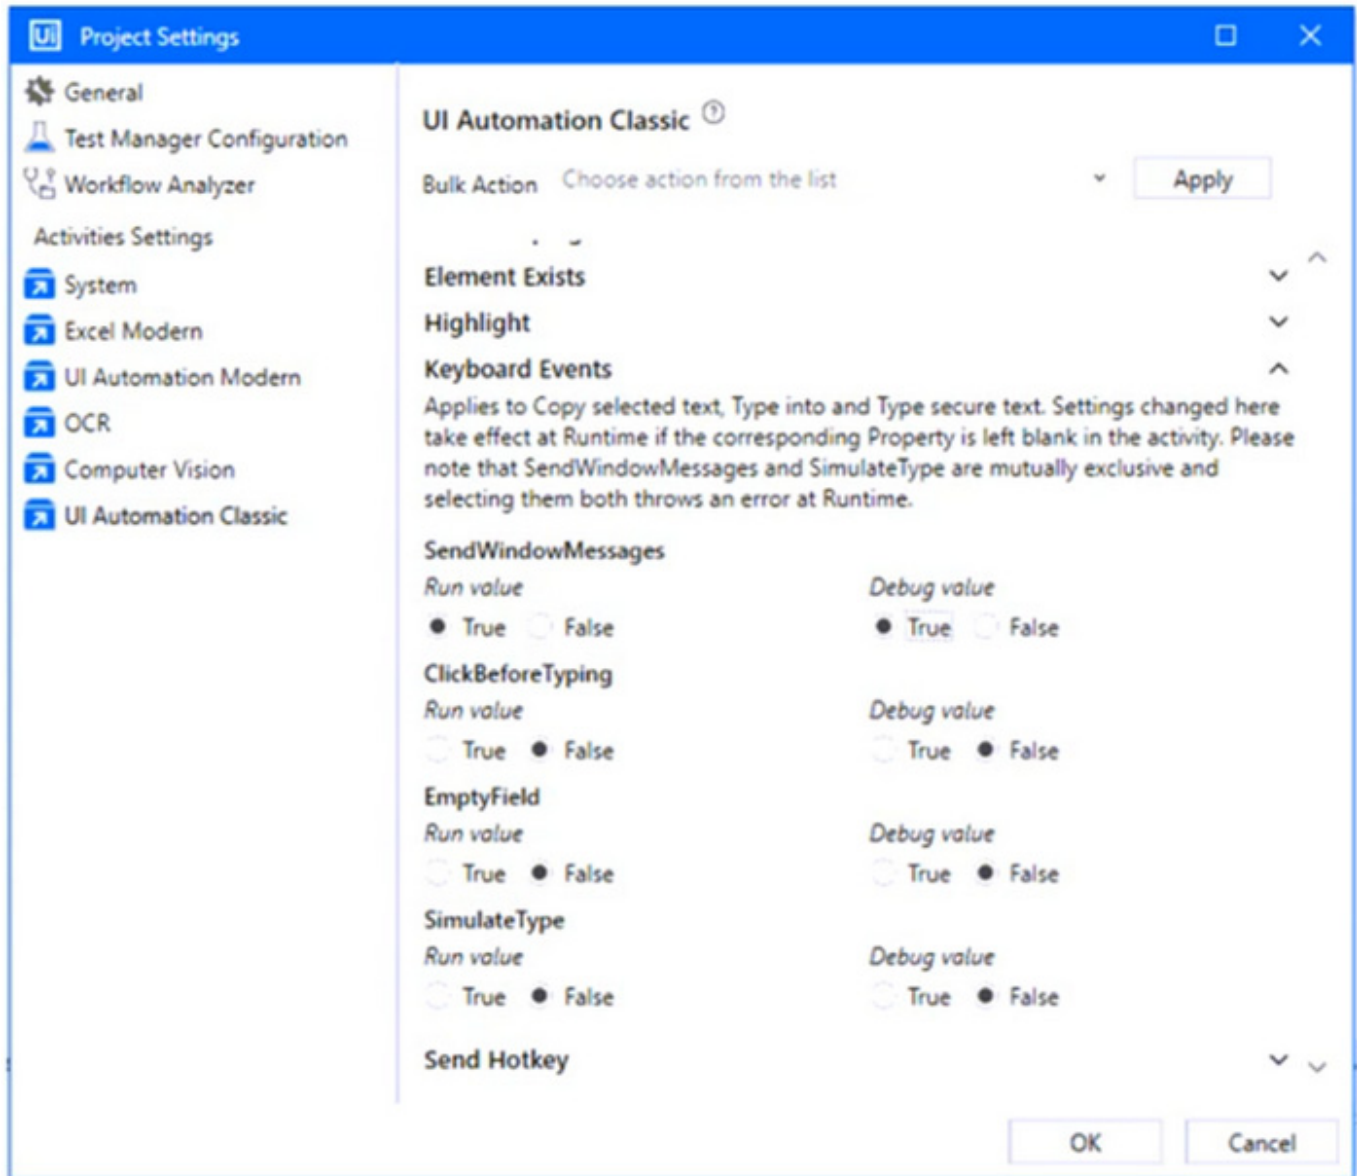 Ui Project Settings
General
Test Manager Configuration
Workflow Analyzer
Activities Settings
System
Excel Modern
UI Automation Modern
OCR
Computer Vision
UI Automation Classic
UI Automation Classic ?
Bulk Action Choose action from the list Apply
Element Exists
Highlight
Keyboard Events
Applies to Copy selected text, Type into and Type secure text. Settings changed here
take effect at Runtime if the corresponding Property is left blank in the activity. Please
note that SendWindowMessages and SimulateType are mutually exclusive and
selecting them both throws an error at Runtime.
SendWindowMessages
Run value Debug value
True False True False
ClickBeforeTyping
Run value Debug value
True False True False
EmptyField
Run value Debug value
True False True False
SimulateType
Run value Debug value
True False True False
Send Hotkey
OK Cancel